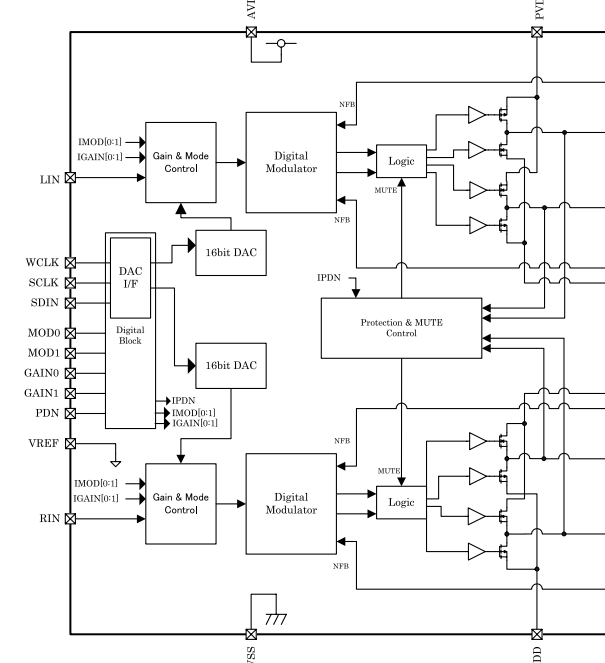 NFB
IMOD[0:1]
IGAIN[0:1]
Gain & Mode
Control
Digital
Modulator
Logic
LIN
MUTE
NFB
16bit DAC
WCLK
SCLK
SDIN
DAC
I/F
IPDN
MOD0
MOD1
GAIN0
GAIN1
PDN
Digital
Block
Protection & MUTE
Control
16bit DAC
IPDN
IMOD[0:1]
IGAIN[0:1]
VREF
NFB
MUTE
IMOD[0:1]
IGAIN[0:1]
Gain & Mode
Control
Digital
Modulator
Logic
RIN
NFB